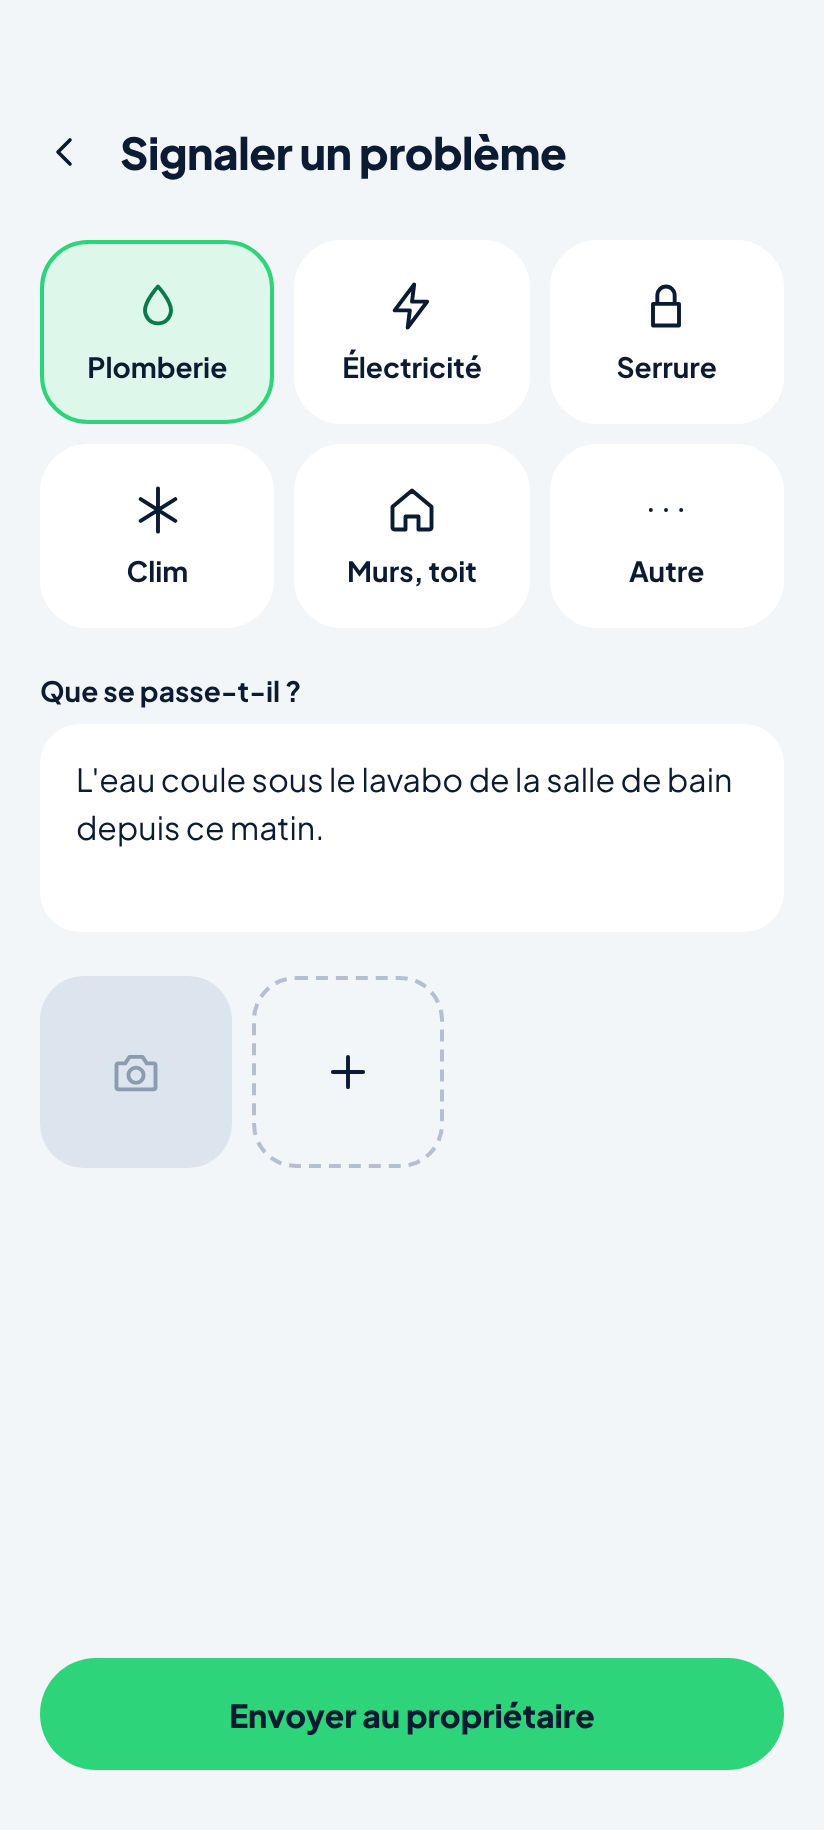 Signaler un problème
Plomberie
Électricité
Serrure
Clim
Murs, toit
Autre
Que se passe-t-il ?
L'eau coule sous le lavabo de la salle de bain
depuis ce matin.
Envoyer au propriétaire